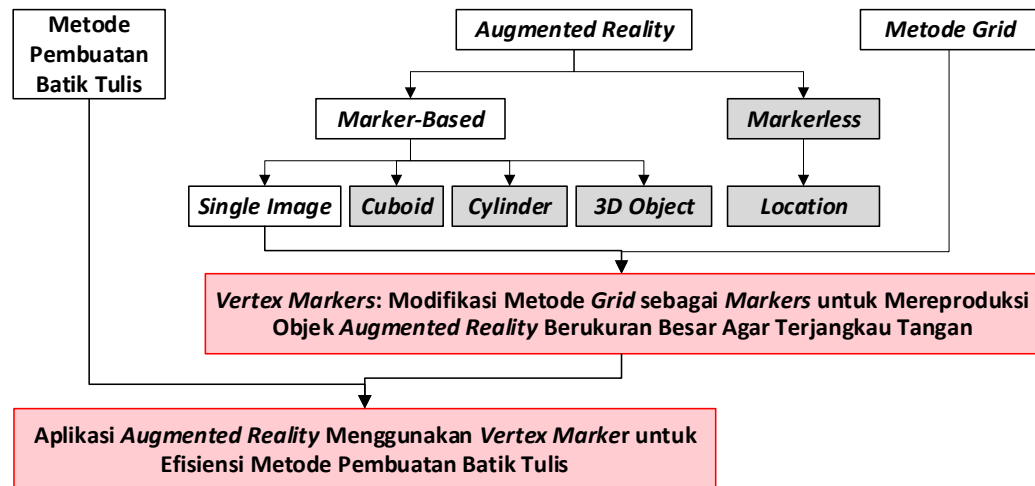 Metode
Pembuatan
Batik Tulis
Augmented Reality
Metode Grid
Marker-Based
Markerless
Single Image
Cuboid
Cylinder
3D Object
Location
Vertex Markers: Modifikasi Metode Grid sebagai Markers untuk Mereproduksi
Objek Augmented Reality Berukuran Besar Agar Terjangkau Tangan
Aplikasi Augmented Reality Menggunakan Vertex Marker untuk
Efisiensi Metode Pembuatan Batik Tulis